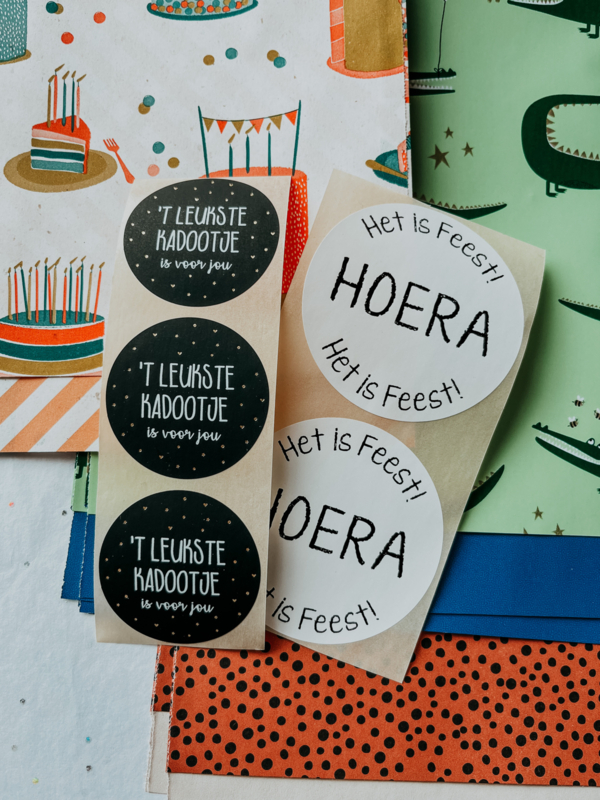 'T LEUKSTE
KADOOTJE
is voor jou
'T LEUKSTE
KADOOTJE
is voor jou
'T LEUKSTE
KADOOTJE
is voor jou
Het is Feest!
HOERA
Het is Feest!
Het is Feest!
HOERA
is Feest!